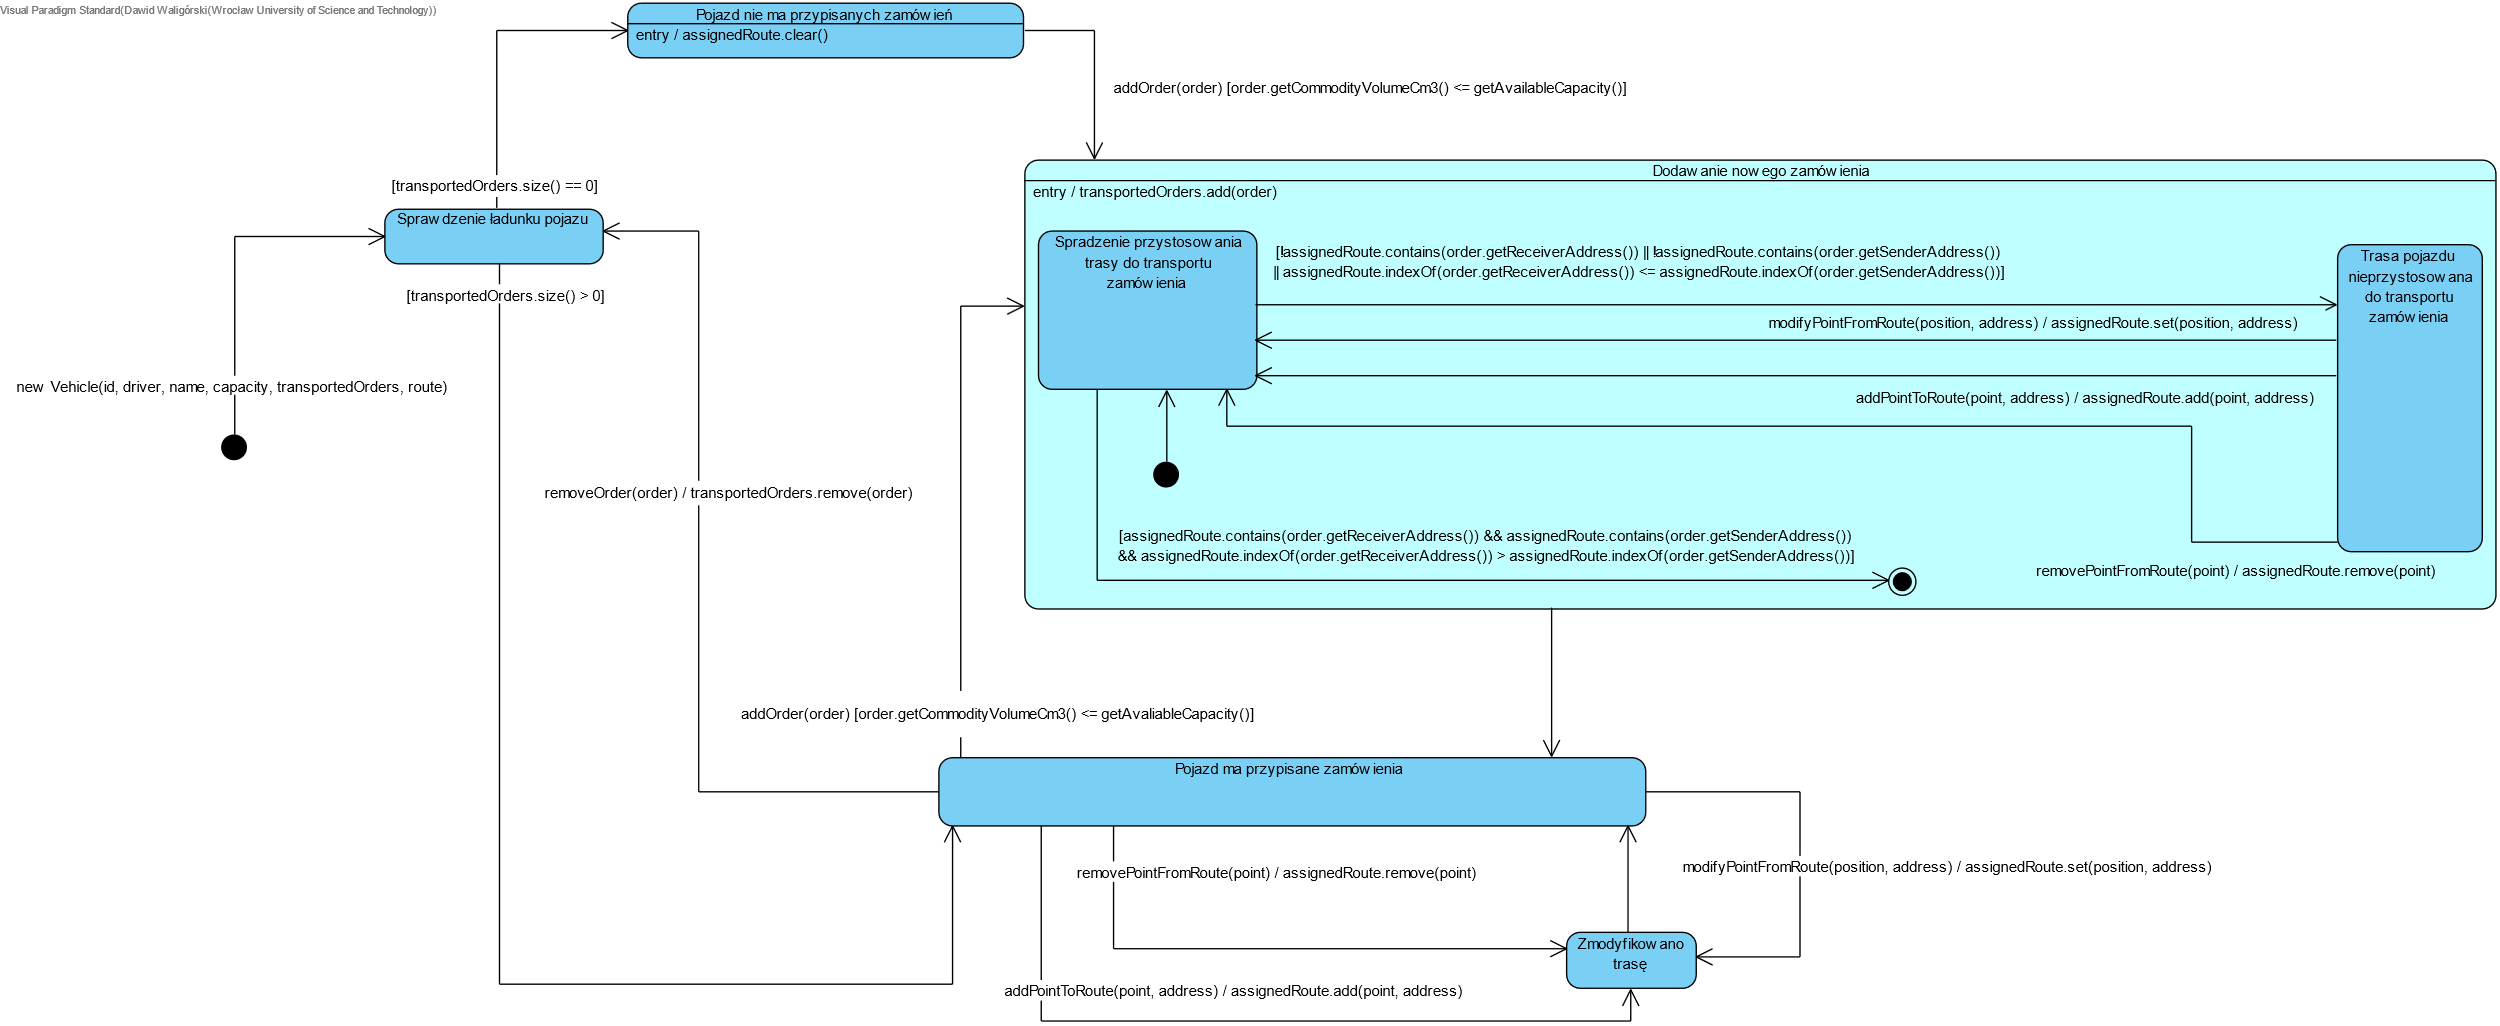 Visual Paradigm Standard(Dawid Waligórski(Wrocław University of Science and Technology))
Pojazd nie ma przypisanych zamówień
entry / assignedRoute.clear()
addOrder(order) [order.getCommodityVolumeCm3() <= getAvailableCapacity()]
[transportedOrders.size() == 0]
Sprawdzenie ładunku pojazu
[transportedOrders.size() > 0]
new Vehicle(id, driver, name, capacity, transportedOrders, route)
Dodawanie nowego zamówienia
entry / transportedOrders.add(order)
Spradzenie przystosowania
trasy do transportu
zamówienia
[!assignedRoute.contains(order.getReceiverAddress()) || !assignedRoute.contains(order.getSenderAddress())
|| assignedRoute.indexOf(order.getReceiverAddress()) <= assignedRoute.indexOf(order.getSenderAddress())]
Trasa pojazdu
nieprzystosowana
do transportu
zamówienia
modifyPointFromRoute(position, address) / assignedRoute.set(position, address)
addPointToRoute(point, address) / assignedRoute.add(point, address)
removeOrder(order) / transportedOrders.remove(order)
[assignedRoute.contains(order.getReceiverAddress()) && assignedRoute.contains(order.getSenderAddress())
&& assignedRoute.indexOf(order.getReceiverAddress()) > assignedRoute.indexOf(order.getSenderAddress())]
removePointFromRoute(point) / assignedRoute.remove(point)
addOrder(order) [order.getCommodityVolumeCm3() <= getAvaliableCapacity()]
Pojazd ma przypisane zamówienia
removePointFromRoute(point) / assignedRoute.remove(point)
modifyPointFromRoute(position, address) / assignedRoute.set(position, address)
Zmodyfikowano
trasę
addPointToRoute(point, address) / assignedRoute.add(point, address)